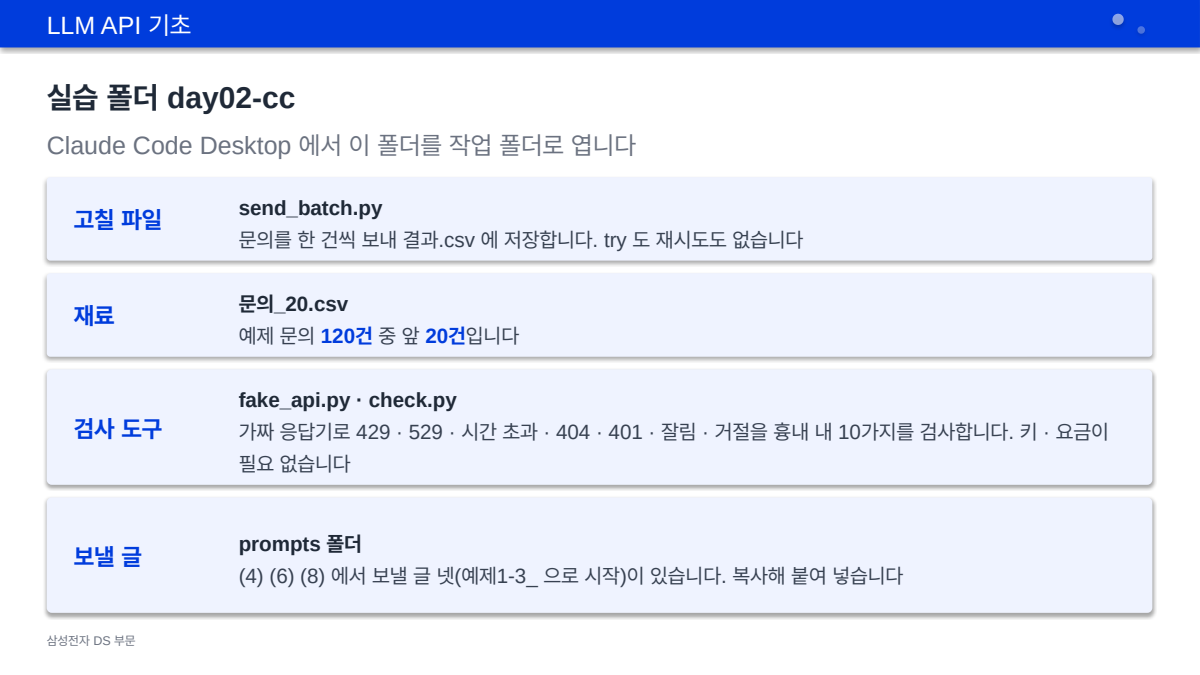 LLM API 기초
실습 폴더 day02-cc
Claude Code Desktop 에서 이 폴더를 작업 폴더로 엽니다
고칠 파일
send_batch.py
문의를 한 건씩 보내 결과.csv 에 저장합니다. try 도 재시도도 없습니다
재료
문의_20.csv
예제 문의 120건 중 앞 20건입니다
검사 도구
fake_api.py · check.py
가짜 응답기로 429 · 529 · 시간 초과 · 404 · 401 · 잘림 · 거절을 흉내 내 10가지를 검사합니다. 키 · 요금이
필요 없습니다
보낼 글
prompts 폴더
(4) (6) (8) 에서 보낼 글 넷(예제1-3_ 으로 시작)이 있습니다. 복사해 붙여 넣습니다
삼성전자 DS 부문